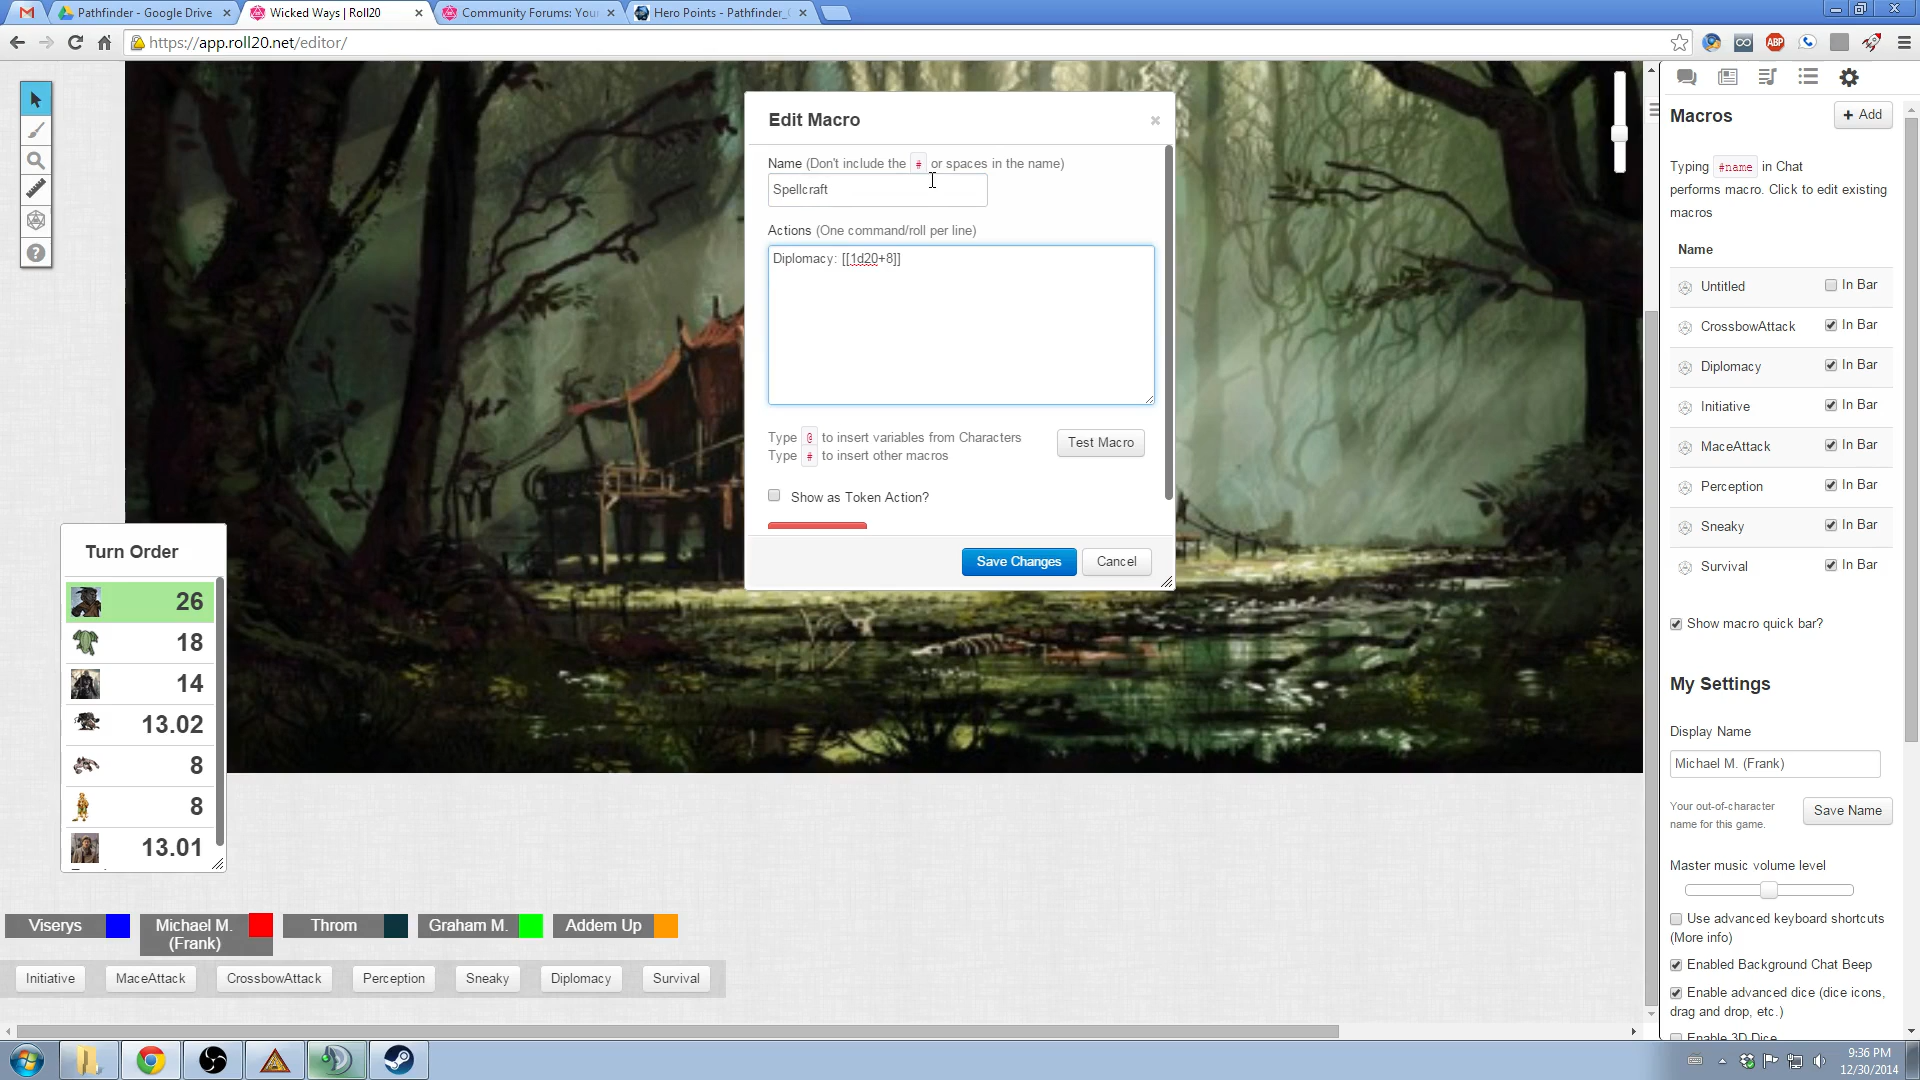 Pathfinder - Google Drive
Wicked Ways | Roll20
Community Forums: Your
Hero Points - Pathfinder_
https://app.roll20.net/editor/
ABP
Edit Macro
Name (Don't include the # or spaces in the name)
Spellcraft
Actions (One command/roll per line)
Diplomacy: [[1d20+8]]
Type @ to insert variables from Characters
Type # to insert other macros
Test Macro
Show as Token Action?
Save Changes
Cancel
Turn Order
26
18
14
13.02
8
8
13.01
Viserys
Michael M.
(Frank)
Throm
Graham M.
Addem Up
Initiative
MaceAttack
CrossbowAttack
Perception
Sneaky
Diplomacy
Survival
Macros
+ Add
Typing #name in Chat
performs macro. Click to edit existing
macros
Name
Untitled
In Bar
CrossbowAttack
In Bar
Diplomacy
In Bar
Initiative
In Bar
MaceAttack
In Bar
Perception
In Bar
Sneaky
In Bar
Survival
In Bar
Show macro quick bar?
My Settings
Display Name
Michael M. (Frank)
Your out-of-character
name for this game.
Save Name
Master music volume level
Use advanced keyboard shortcuts
(More info)
Enabled Background Chat Beep
Enable advanced dice (dice icons,
drag and drop, etc.)
Enable 3D Dice
9:36 PM
12/30/2014